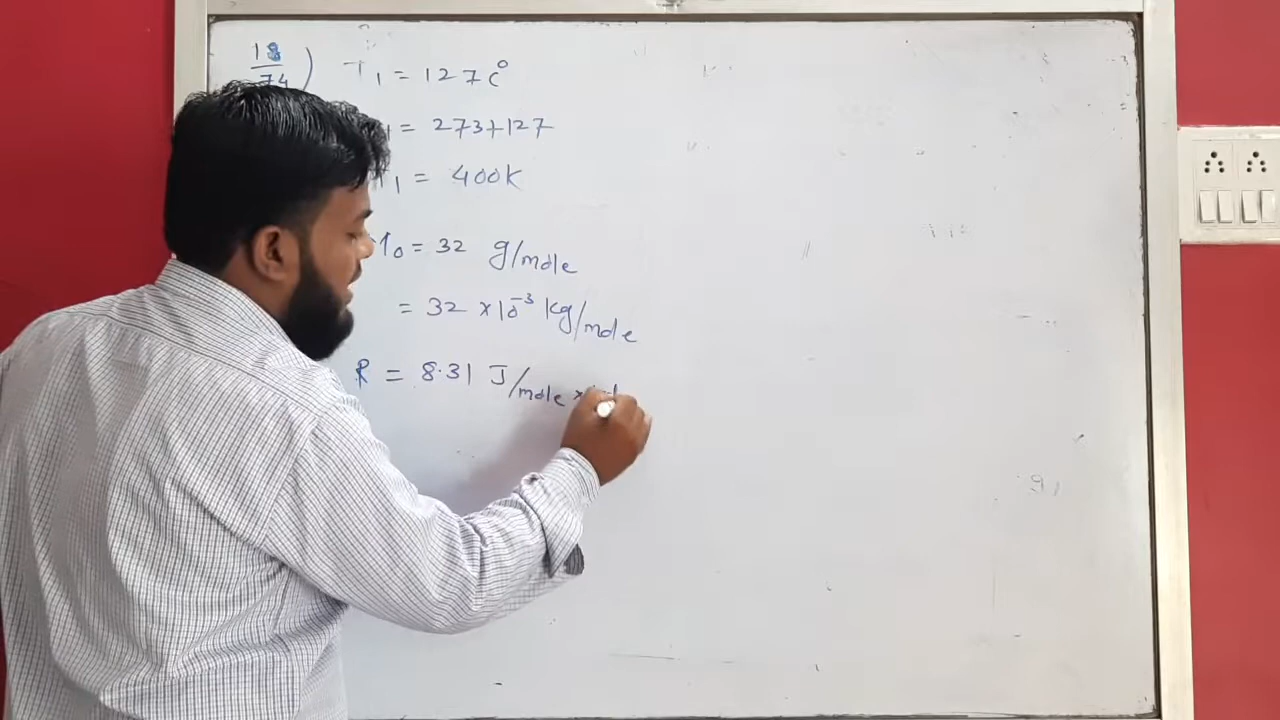 18/74) T₁ = 127 C°
₁ = 273+127
₁ = 400K
M₀ = 32 g/mole
= 32 × 10⁻³ kg/mole
R = 8.31 J/mole ×